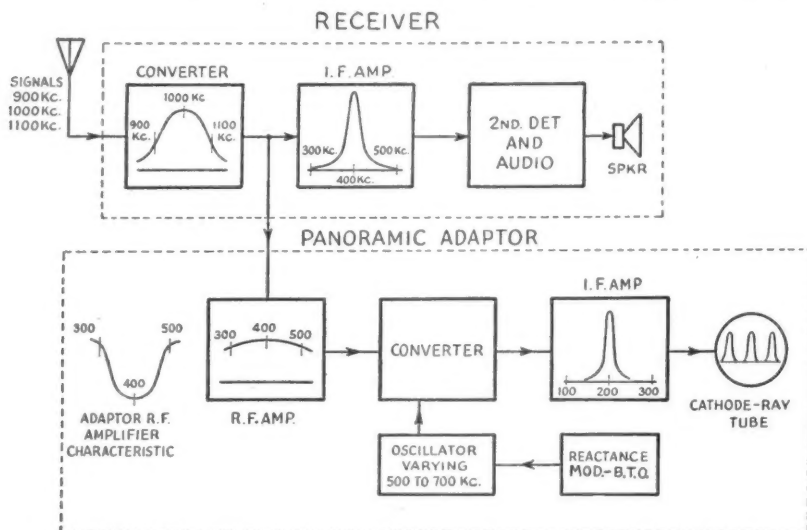 RECEIVER
SIGNALS
900 Kc.
1000 Kc.
1100 Kc.
CONVERTER
1000 Kc
900
Kc.
1100
Kc.
I.F. AMP.
300 Kc.
500 Kc.
400 Kc.
2ND. DET
AND
AUDIO
SPKR
PANORAMIC ADAPTOR
300
500
400
ADAPTOR R.F.
AMPLIFIER
CHARACTERISTIC
300
400
500
R.F. AMP.
CONVERTER
I.F. AMP
100
200
300
CATHODE-RAY
TUBE
OSCILLATOR
VARYING
500 TO 700 Kc.
REACTANCE
MOD.-B.T.O.